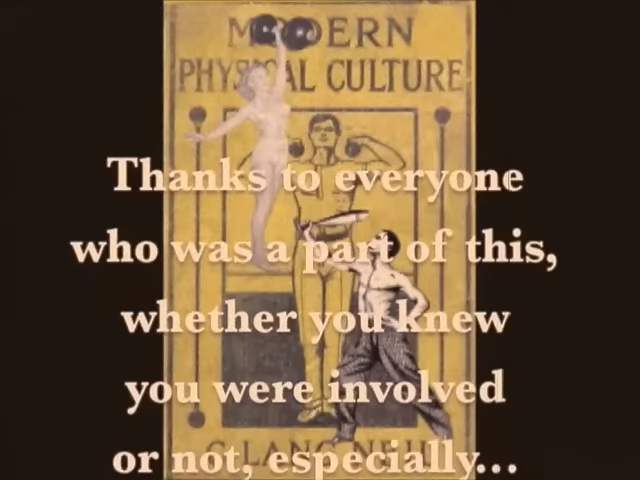 MODERN
PHYSICAL CULTURE
Thanks to everyone
who was a part of this,
whether you knew
you were involved
or not, especially...